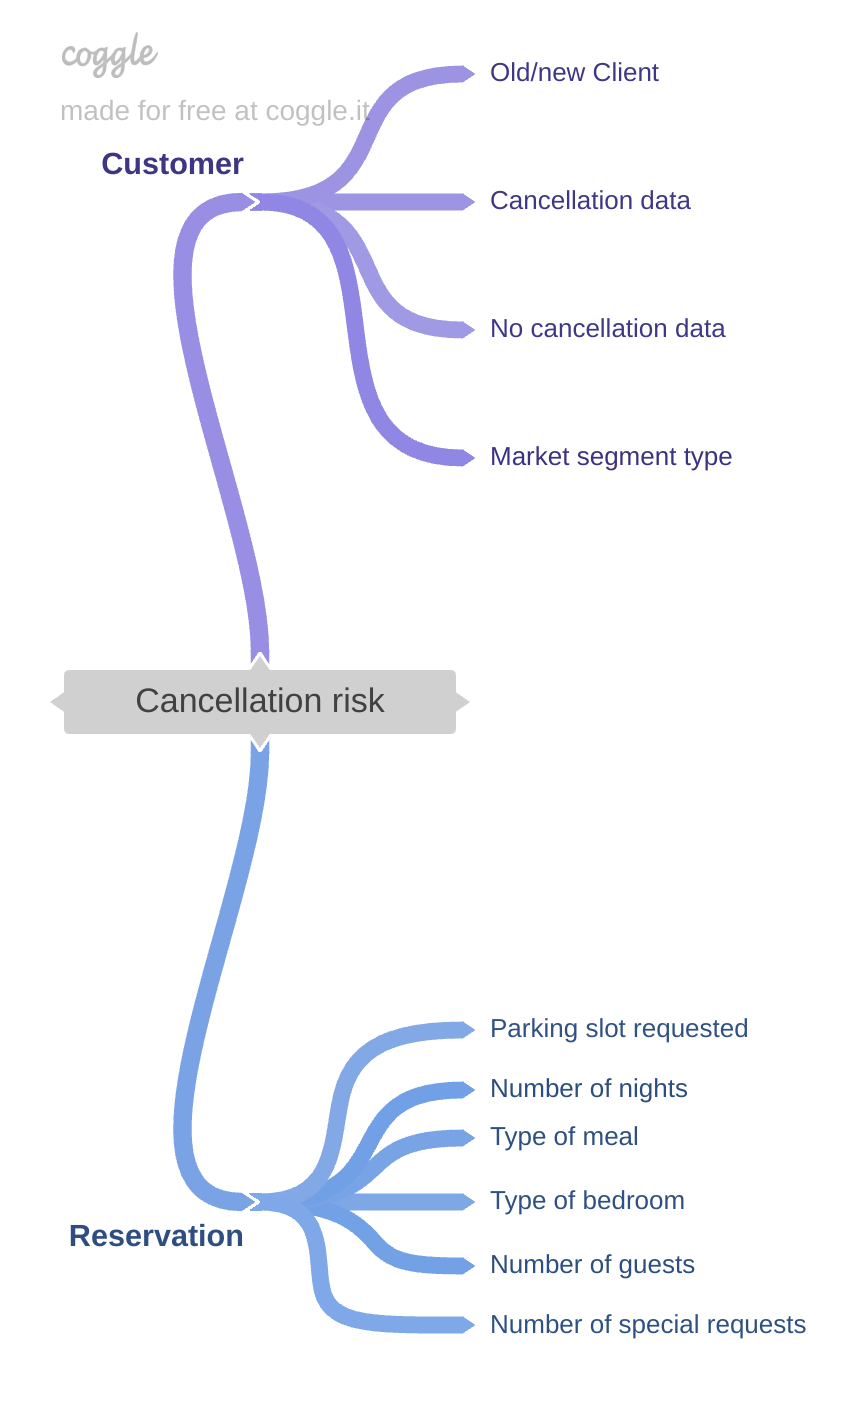 coggle
made for free at coggle.it
Customer
Old/new Client
Cancellation data
No cancellation data
Market segment type
Cancellation risk
Parking slot requested
Number of nights
Type of meal
Type of bedroom
Reservation
Number of guests
Number of special requests